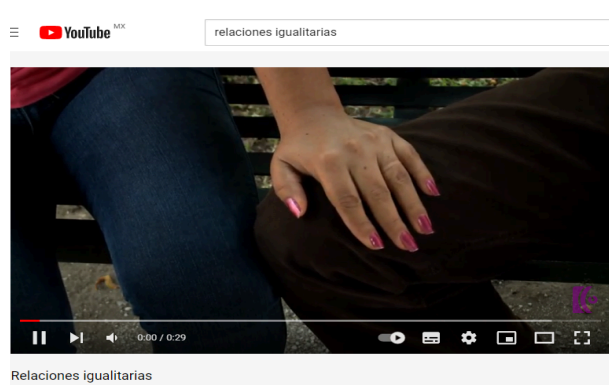 YouTube MX
relaciones igualitarias
0:00 / 0:29
Relaciones igualitarias